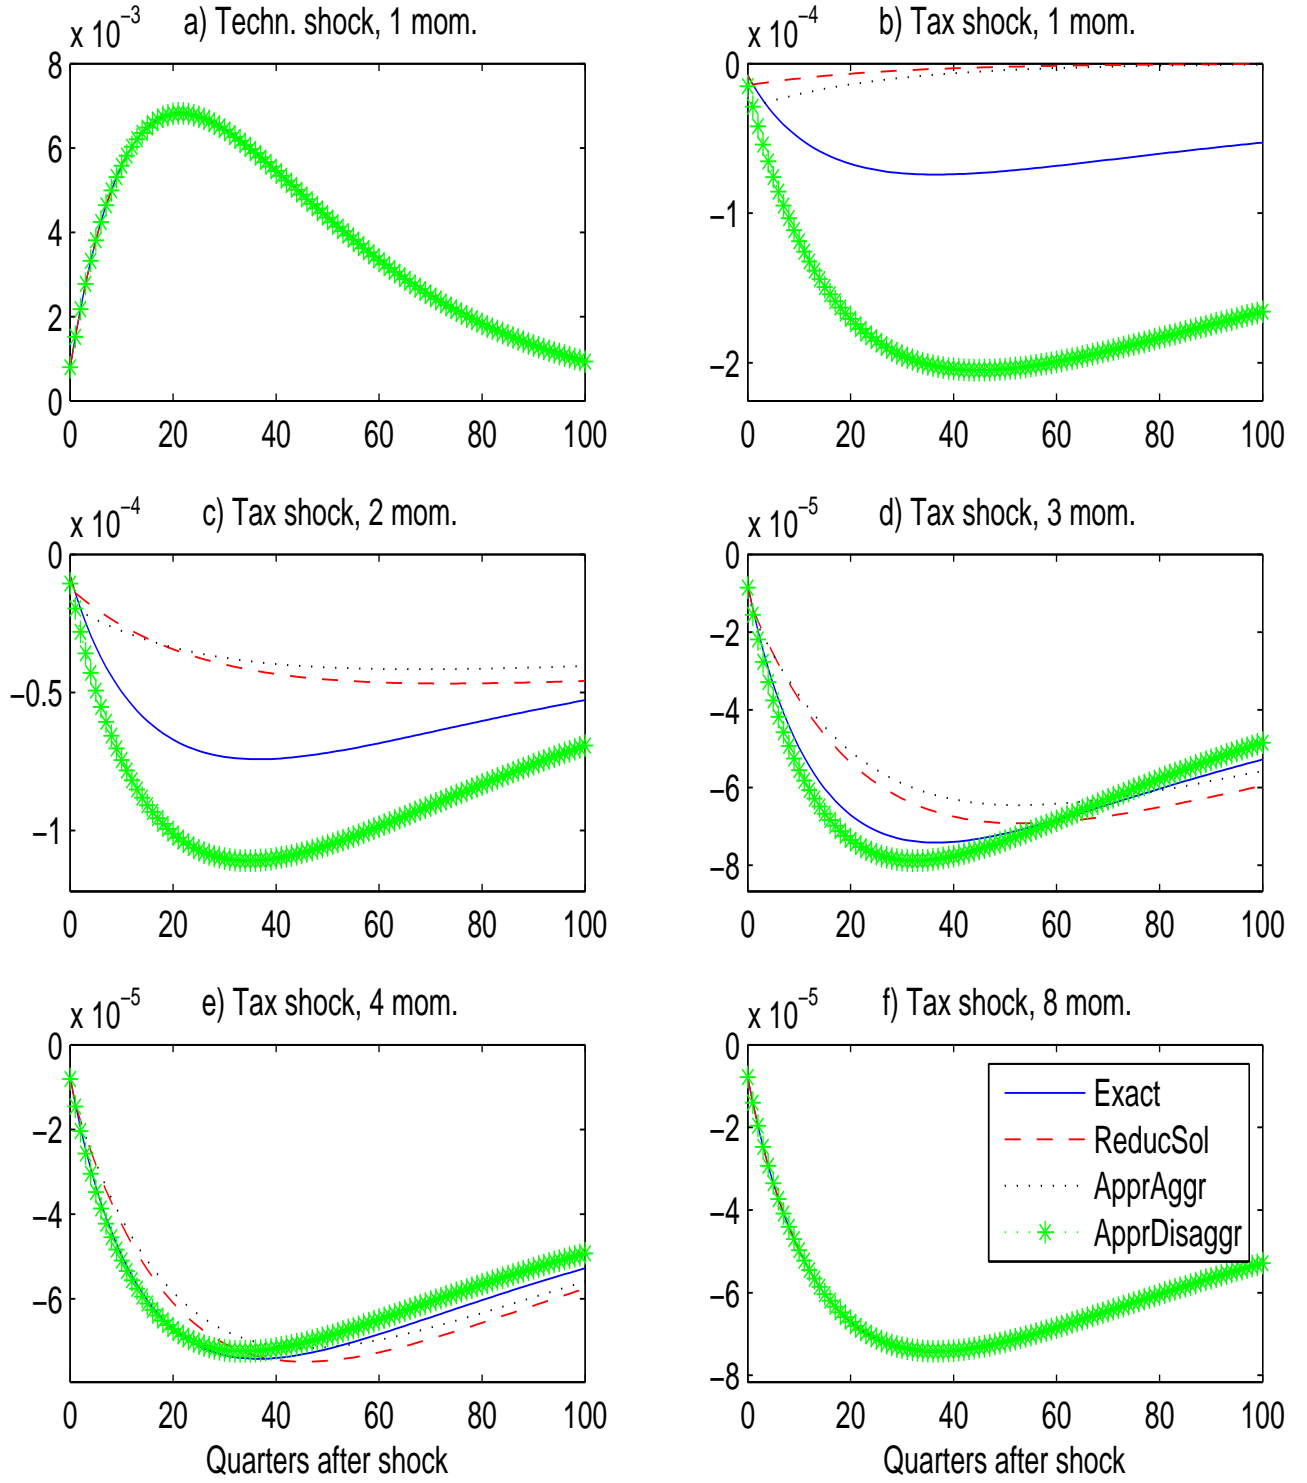 a) Techn. shock, 1 mom.
x 10⁻³
8
6
4
2
0
0 20 40 60 80 100
b) Tax shock, 1 mom.
x 10⁻⁴
0
−1
−2
0 20 40 60 80 100
c) Tax shock, 2 mom.
x 10⁻⁴
0
−0.5
−1
0 20 40 60 80 100
d) Tax shock, 3 mom.
x 10⁻⁵
0
−2
−4
−6
−8
0 20 40 60 80 100
e) Tax shock, 4 mom.
x 10⁻⁵
0
−2
−4
−6
0 20 40 60 80 100
Quarters after shock
f) Tax shock, 8 mom.
x 10⁻⁵
0
−2
−4
−6
−8
Exact
ReducSol
ApprAggr
ApprDisaggr
0 20 40 60 80 100
Quarters after shock